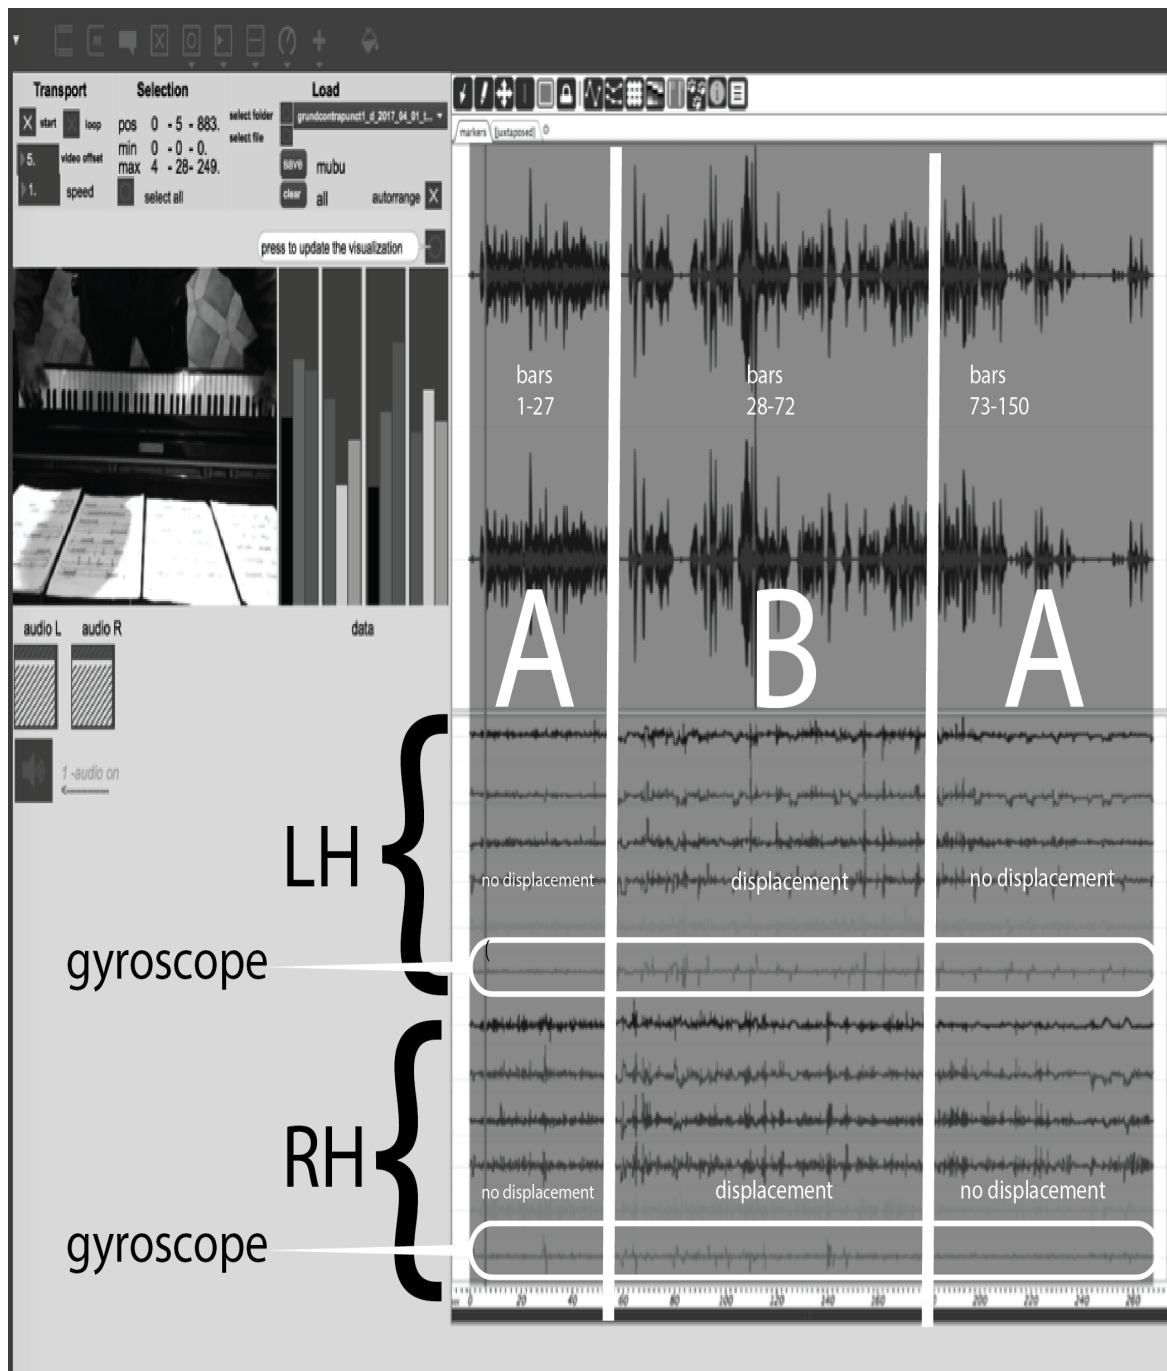 Transport
Selection
Load
start
loop
5.
video offset
1.
speed
pos 0 - 5 - 883.
min 0 - 0 - 0.
max 4 - 28- 249.
select all
select folder
select file
grundcontrapunct1_d_2017_04_01_t...
save mubu
clear all
autorrange
press to update the visualization
markers [juxtaposed]
bars
1-27
bars
28-72
bars
73-150
A B A
audio L audio R data
1 -audio on
LH
no displacement displacement no displacement
gyroscope
RH
no displacement displacement no displacement
gyroscope
0 20 40 60 80 100 120 140 160 200 220 240 260